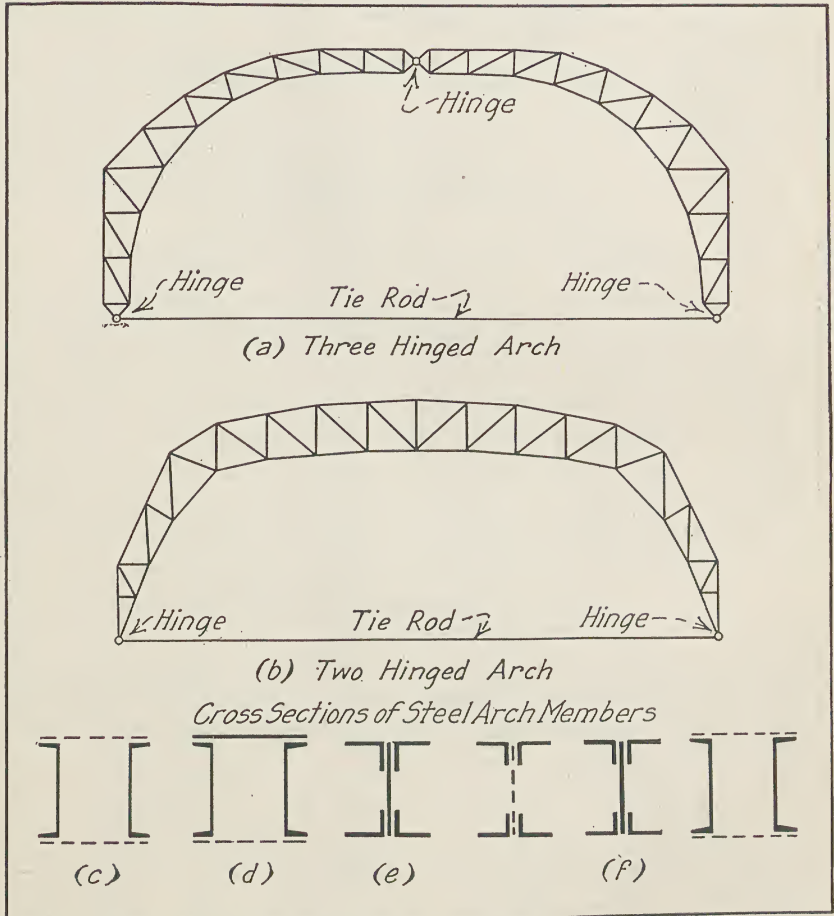 Hinge
Hinge
Tie Rod
Hinge
(a) Three Hinged Arch
Hinge
Tie Rod
Hinge
(b) Two Hinged Arch
Cross Sections of Steel Arch Members
(c) (d) (e) (f)